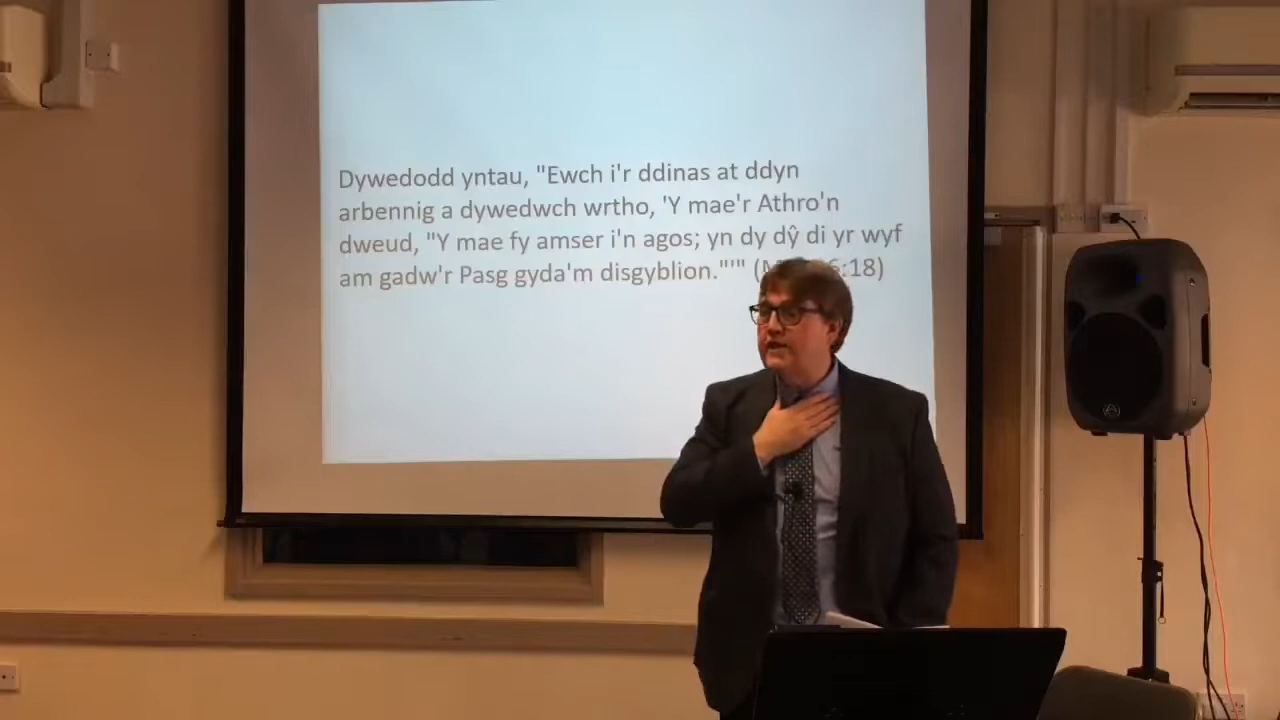 Dywedodd yntau, "Ewch i'r ddinas at ddyn
arbennig a dywedwch wrtho, 'Y mae'r Athro'n
dweud, "Y mae fy amser i'n agos; yn dy dŷ di yr wyf
am gadw'r Pasg gyda'm disgyblion."'" (M :18)